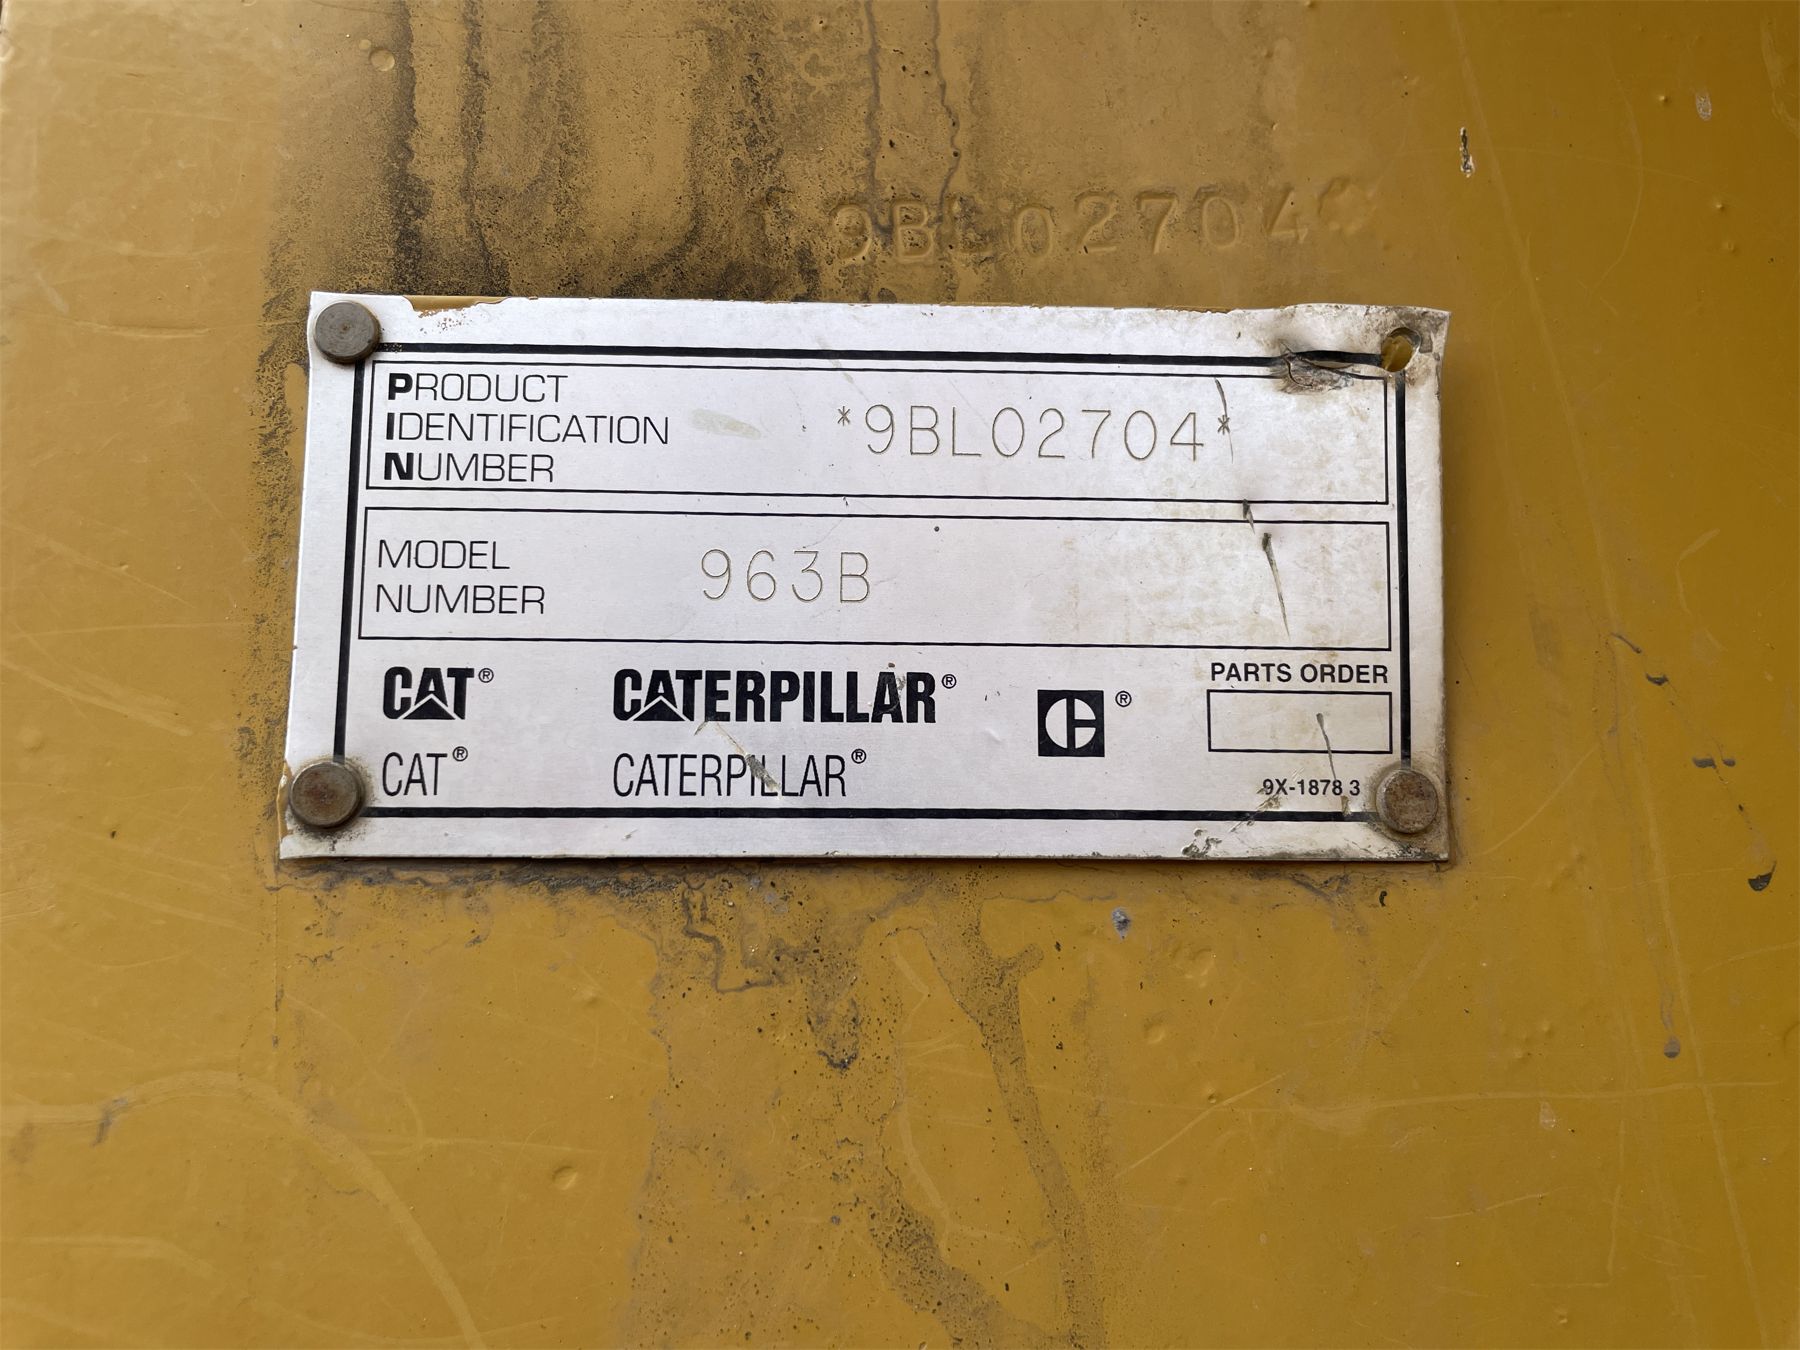 9BL02704
PRODUCT
IDENTIFICATION
NUMBER
*9BL02704*
MODEL
NUMBER
963B
CAT®
CATERPILLAR®
®
PARTS ORDER
CAT®
CATERPILLAR®
9X-1878 3